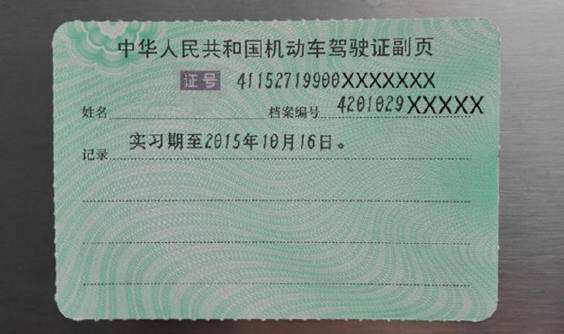 中华人民共和国机动车驾驶证副页
证号 41152719900XXXXXXX
姓名 档案编号 4201029XXXXX
记录 实习期至2015年10月16日。